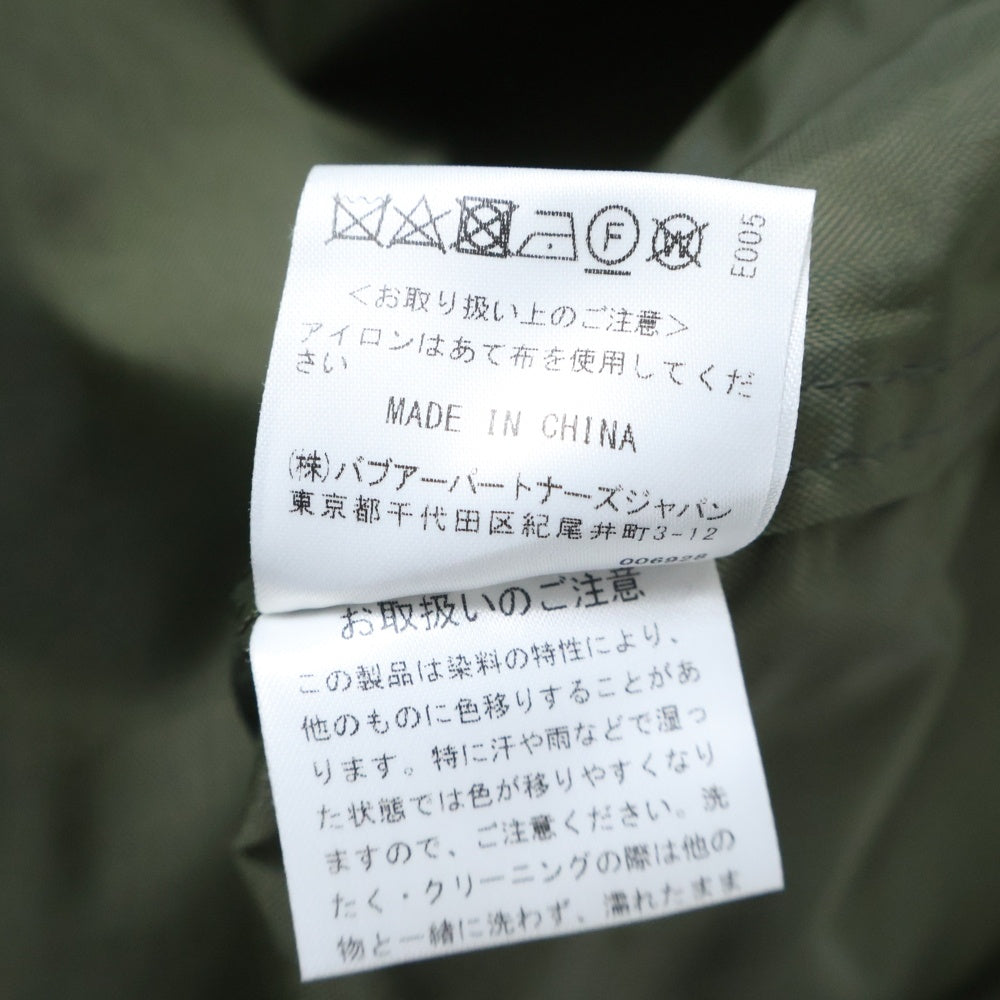 F
W
E005
<お取り扱い上のご注意>
アイロンはあて布を使用してくだ
さい
MADE IN CHINA
(株)バブアーパートナーズジャパン
東京都千代田区紀尾井町3-12
006928
お取扱いのご注意
この製品は染料の特性により、
他のものに色移りすることがあ
ります。特に汗や雨などで湿っ
た状態では色が移りやすくなり
ますので、ご注意ください。洗
たく・クリーニングの際は他の
物と一緒に洗わず、濡れたまま